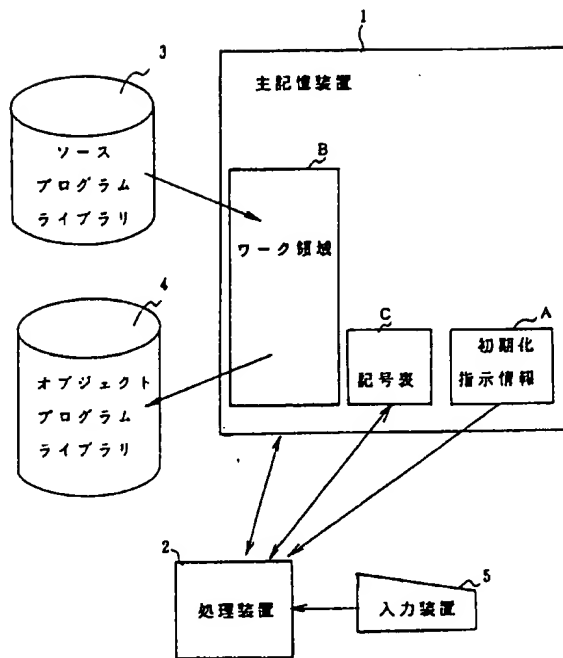 1
3
主記憶装置
ソース
プログラム
ライブラリ
B
ワーク領域
4
オブジェクト
プログラム
ライブラリ
C
記号表
A
初期化
指示情報
2
処理装置
5
入力装置